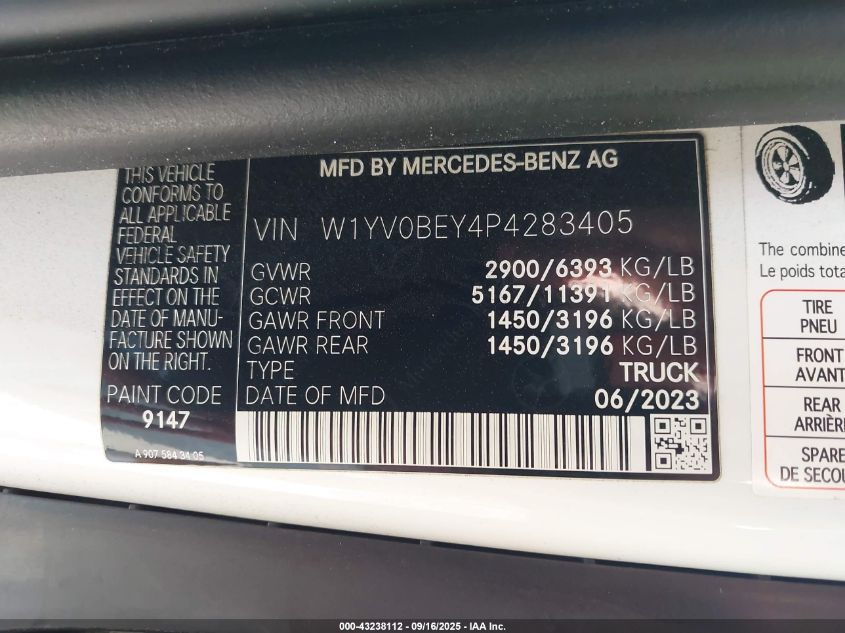 THIS VEHICLE
CONFORMS TO
ALL APPLICABLE
FEDERAL
VEHICLE SAFETY
STANDARDS IN
EFFECT ON THE
DATE OF MANU-
FACTURE SHOWN
ON THE RIGHT.
PAINT CODE
9147
A 907 584 34 05
MFD BY MERCEDES-BENZ AG
VIN W1YV0BEY4P4283405
GVWR 2900/6393 KG/LB
GCWR 5167/11391 KG/LB
GAWR FRONT 1450/3196 KG/LB
GAWR REAR 1450/3196 KG/LB
TYPE TRUCK
DATE OF MFD 06/2023
The combine
Le poids tota
TIRE
PNEU
FRONT
AVANT
REAR
ARRIÈR
SPARE
DE SECOU
000-43238112 - 09/16/2025 - IAA Inc.